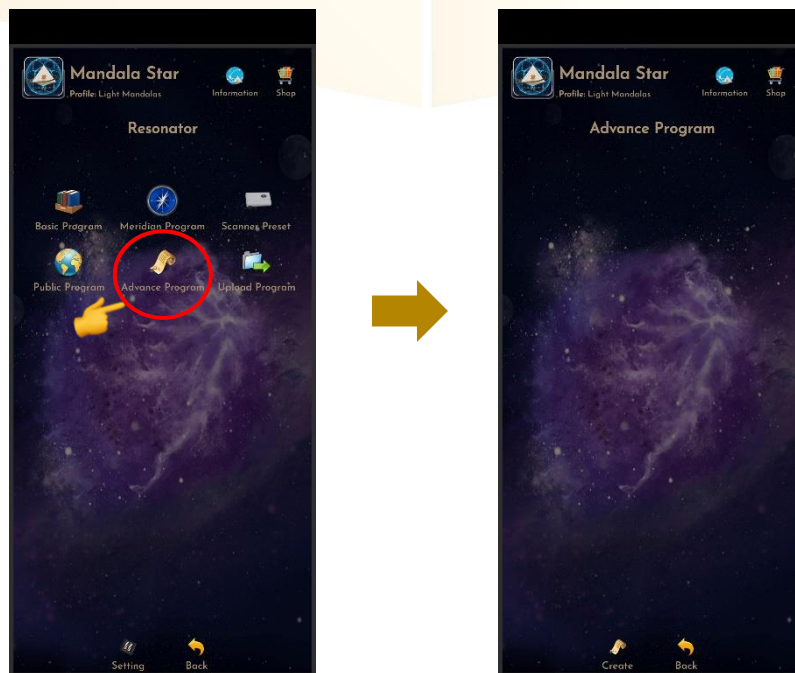 Mandala Star
Profile: Light Mandalas
Information
Shop
Resonator
Basic Program
Meridian Program
Scanner Preset
Public Program
Advance Program
Upload Program
Setting
Back
Mandala Star
Profile: Light Mandalas
Information
Shop
Advance Program
Create
Back